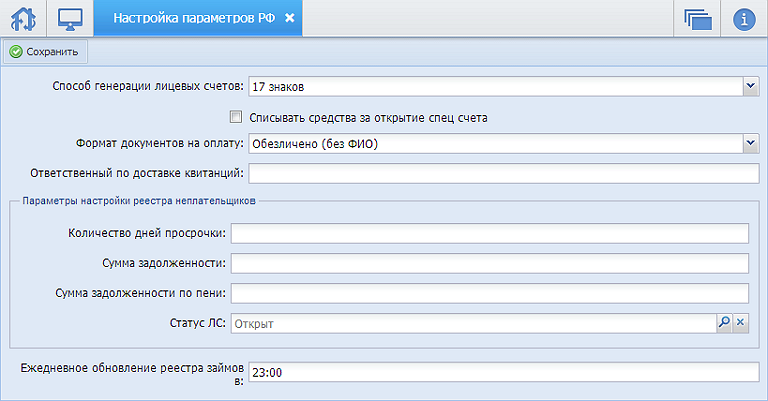 Настройка параметров РФ
Сохранить
Способ генерации лицевых счетов: 17 знаков
Списывать средства за открытие спец счета
Формат документов на оплату: Обезличено (без ФИО)
Ответственный по доставке квитанций:
Параметры настройки реестра неплательщиков
Количество дней просрочки:
Сумма задолженности:
Сумма задолженности по пени:
Статус ЛС: Открыт
Ежедневное обновление реестра займов
в: 23:00